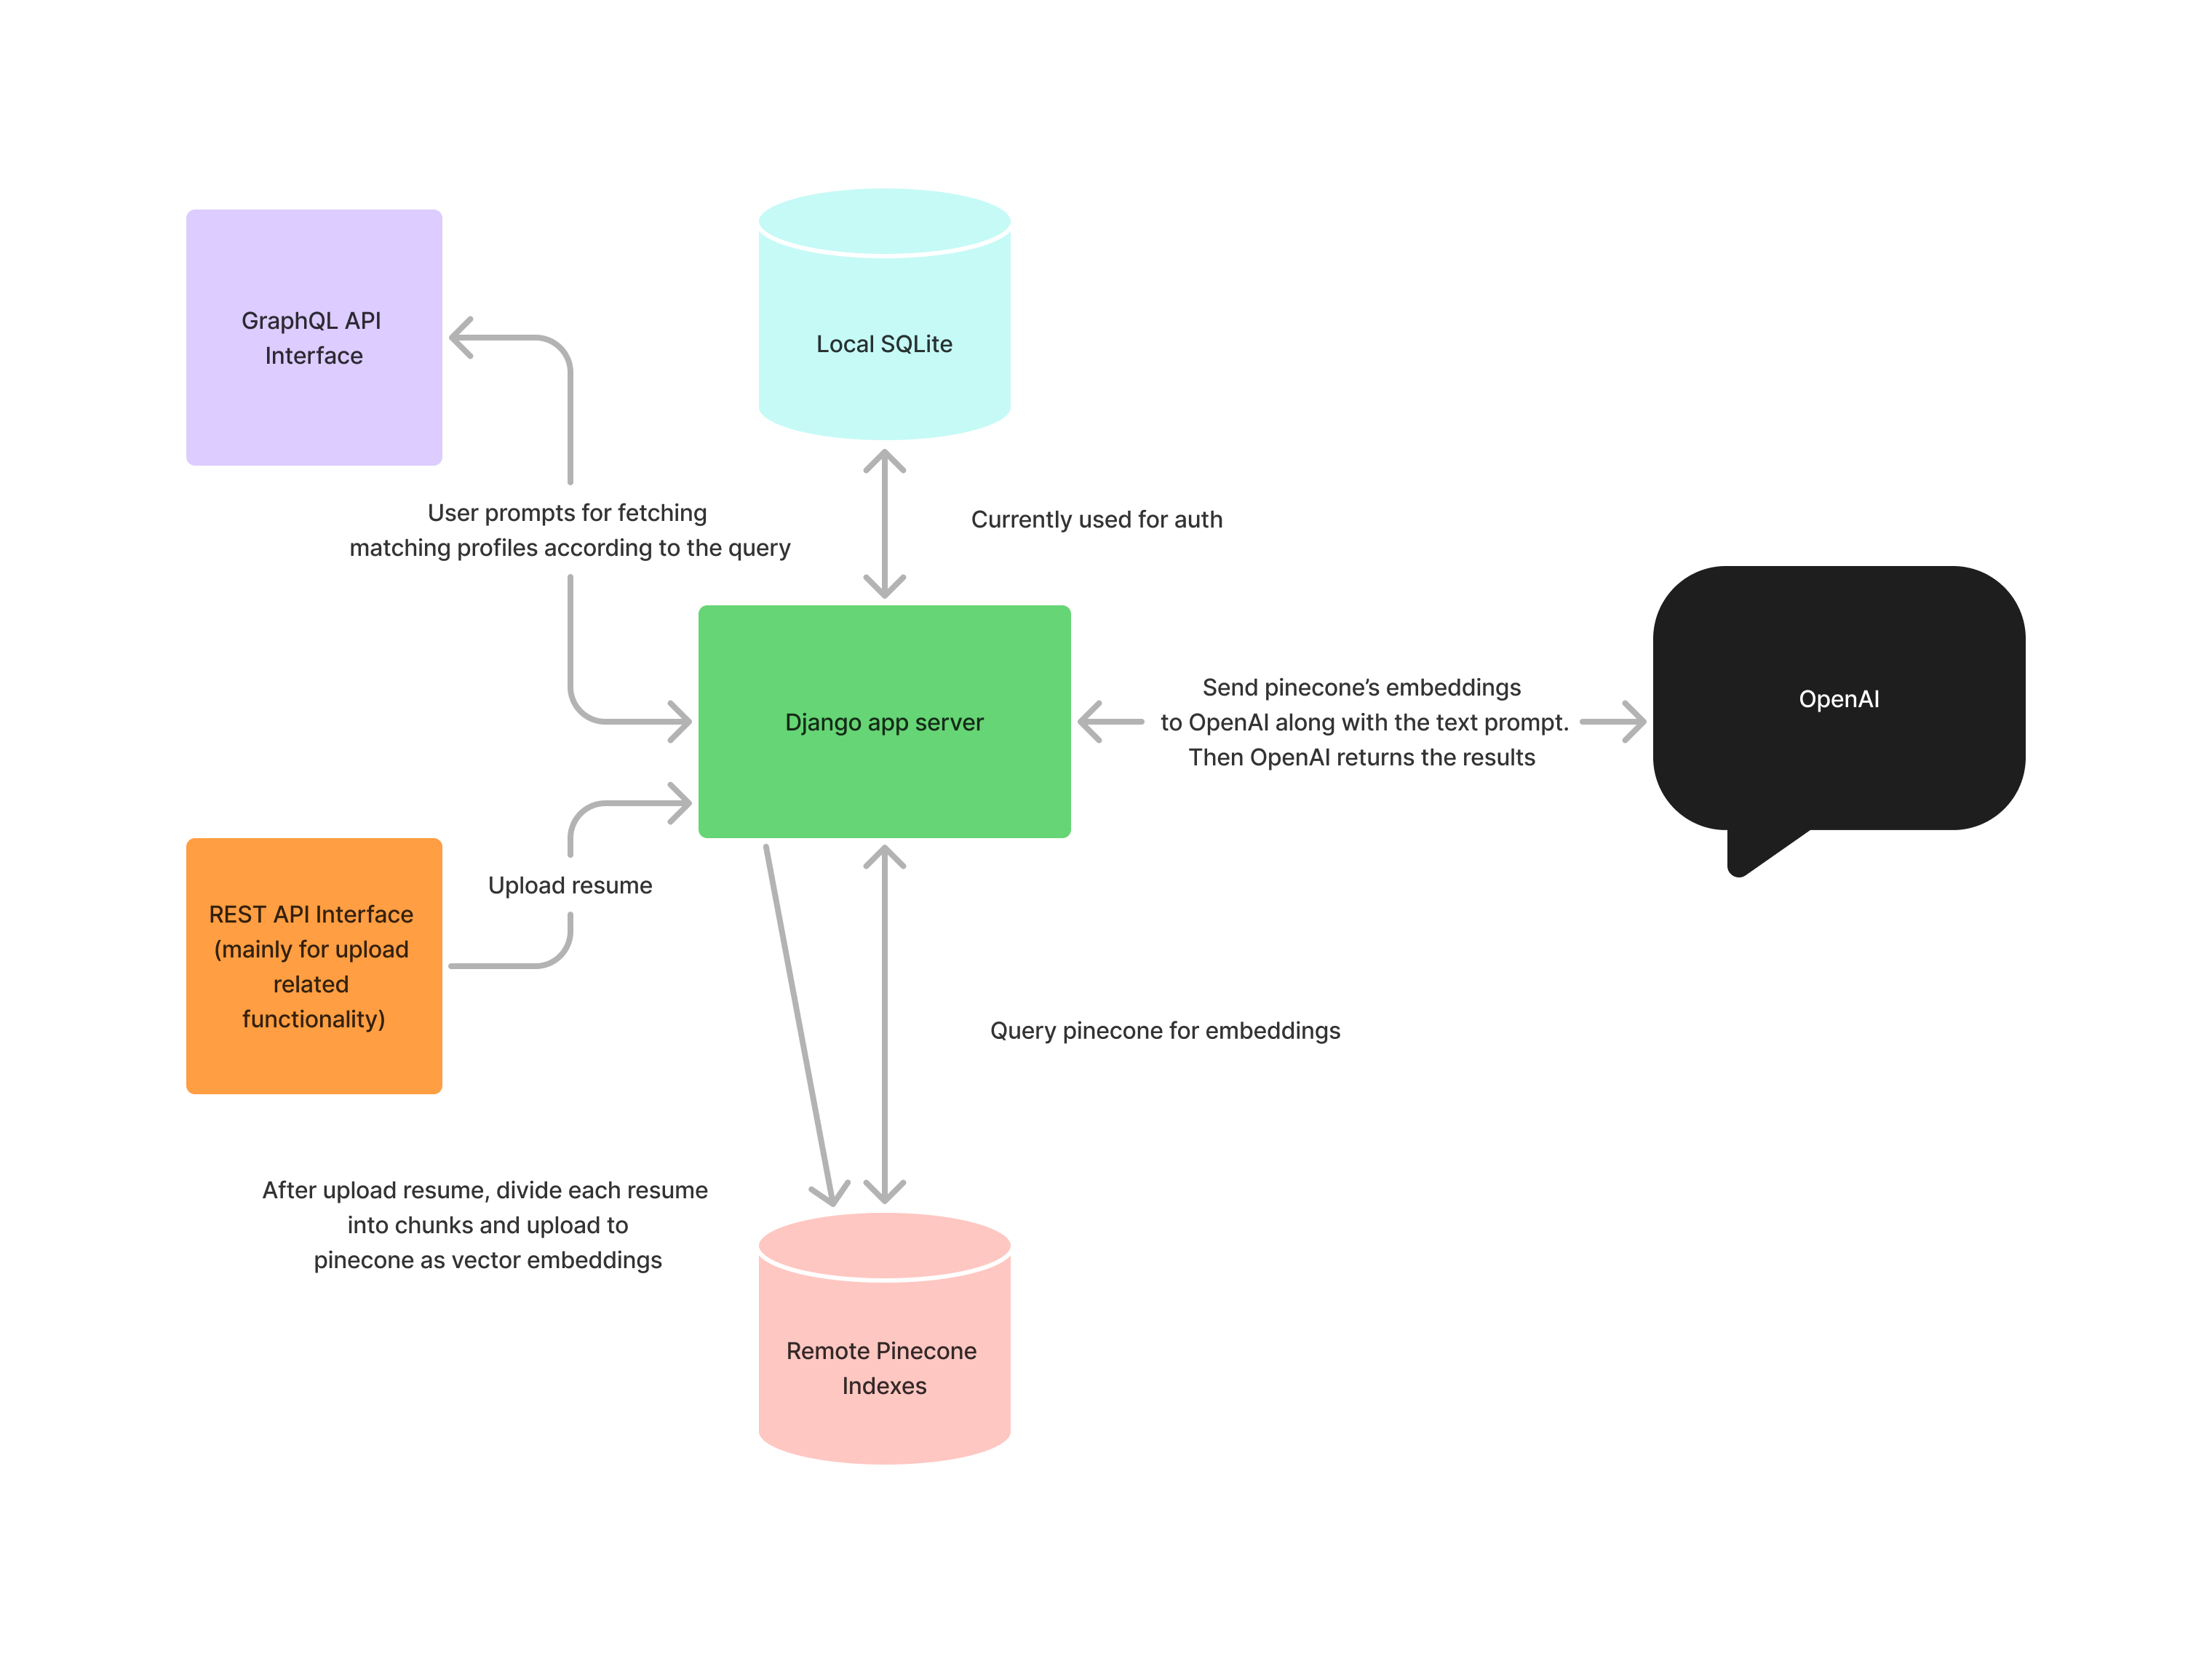 GraphQL API
Interface
Local SQLite
User prompts for fetching
matching profiles according to the query
Currently used for auth
Django app server
Send pinecone’s embeddings
to OpenAI along with the text prompt.
Then OpenAI returns the results
OpenAI
Upload resume
REST API Interface
(mainly for upload
related
functionality)
Query pinecone for embeddings
After upload resume, divide each resume
into chunks and upload to
pinecone as vector embeddings
Remote Pinecone
Indexes